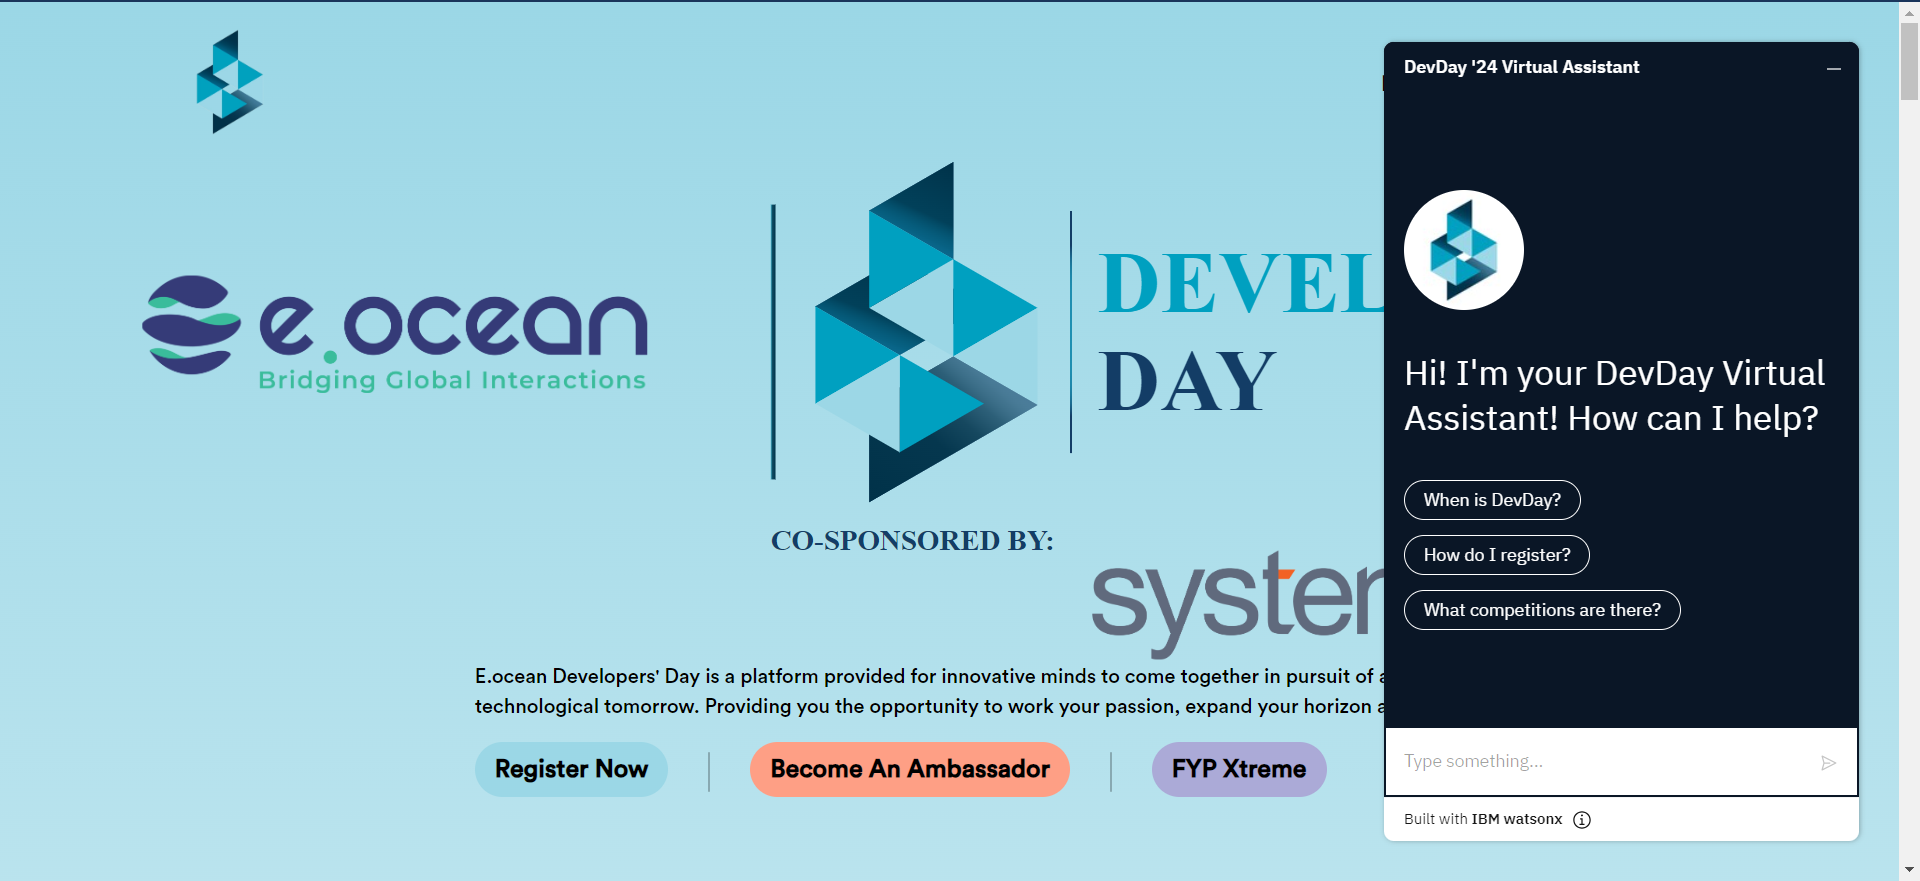 e.ocean
Bridging Global Interactions
DEVEL
DAY
CO-SPONSORED BY:
syster
E.ocean Developers' Day is a platform provided for innovative minds to come together in pursuit of a
technological tomorrow. Providing you the opportunity to work your passion, expand your horizon a
Register Now
Become An Ambassador
FYP Xtreme
DevDay '24 Virtual Assistant
Hi! I'm your DevDay Virtual
Assistant! How can I help?
When is DevDay?
How do I register?
What competitions are there?
Type something...
Built with IBM watsonx